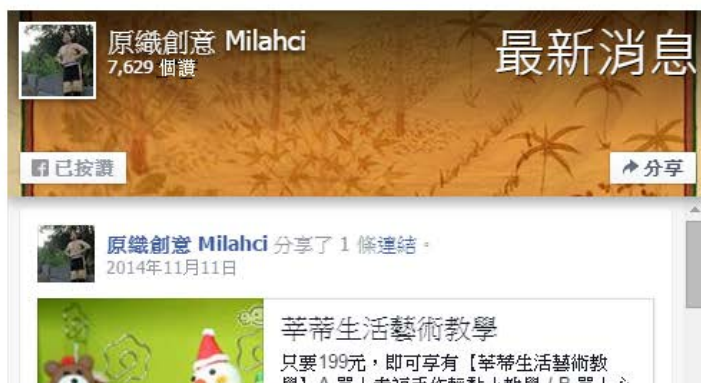 原織創意 Milahci
最新消息
7,629 個讚
已按讚
分享
原織創意 Milahci 分享了 1 條連結。
2014年11月11日
莘蒂生活藝術教學
只要199元，即可享有【莘蒂生活藝術教